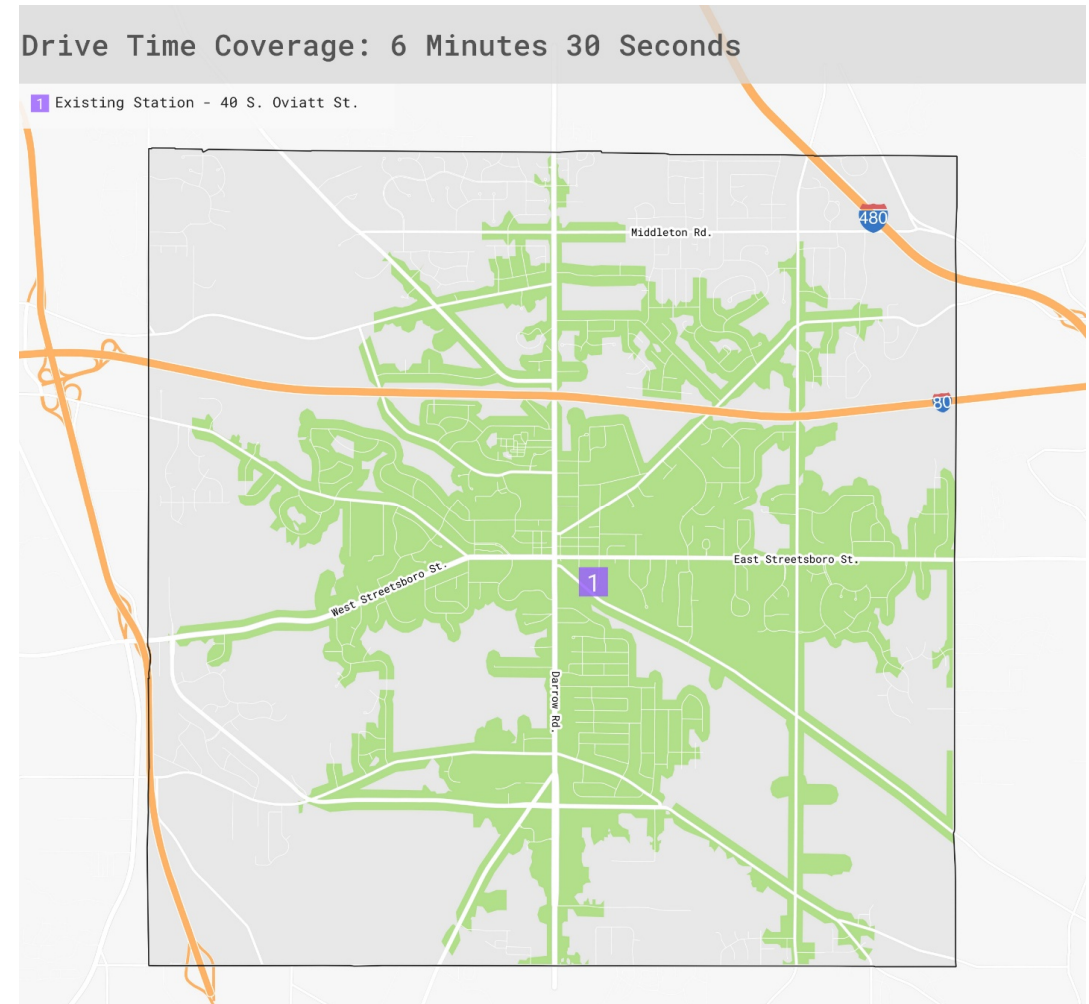 Drive Time Coverage: 6 Minutes 30 Seconds
1 Existing Station - 40 S. Oviatt St.
480
Middleton Rd.
80
East Streetsboro St.
West Streetsboro St.
1
Darrow Rd.